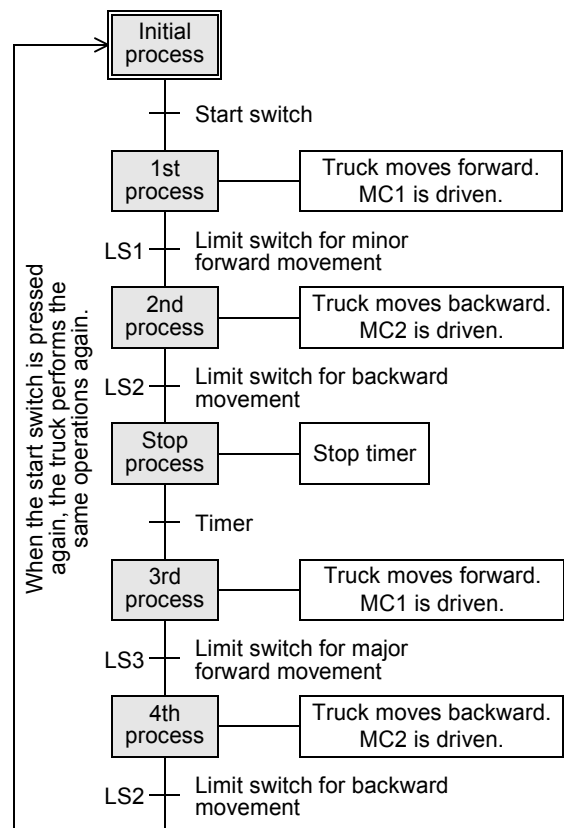 Initial
process
Start switch
1st
process
Truck moves forward.
MC1 is driven.
LS1
Limit switch for minor
forward movement
2nd
process
Truck moves backward.
MC2 is driven.
LS2
Limit switch for backward
movement
Stop
process
Stop timer
Timer
3rd
process
Truck moves forward.
MC1 is driven.
LS3
Limit switch for major
forward movement
4th
process
Truck moves backward.
MC2 is driven.
LS2
Limit switch for backward
movement
When the start switch is pressed
again, the truck performs the
same operations again.